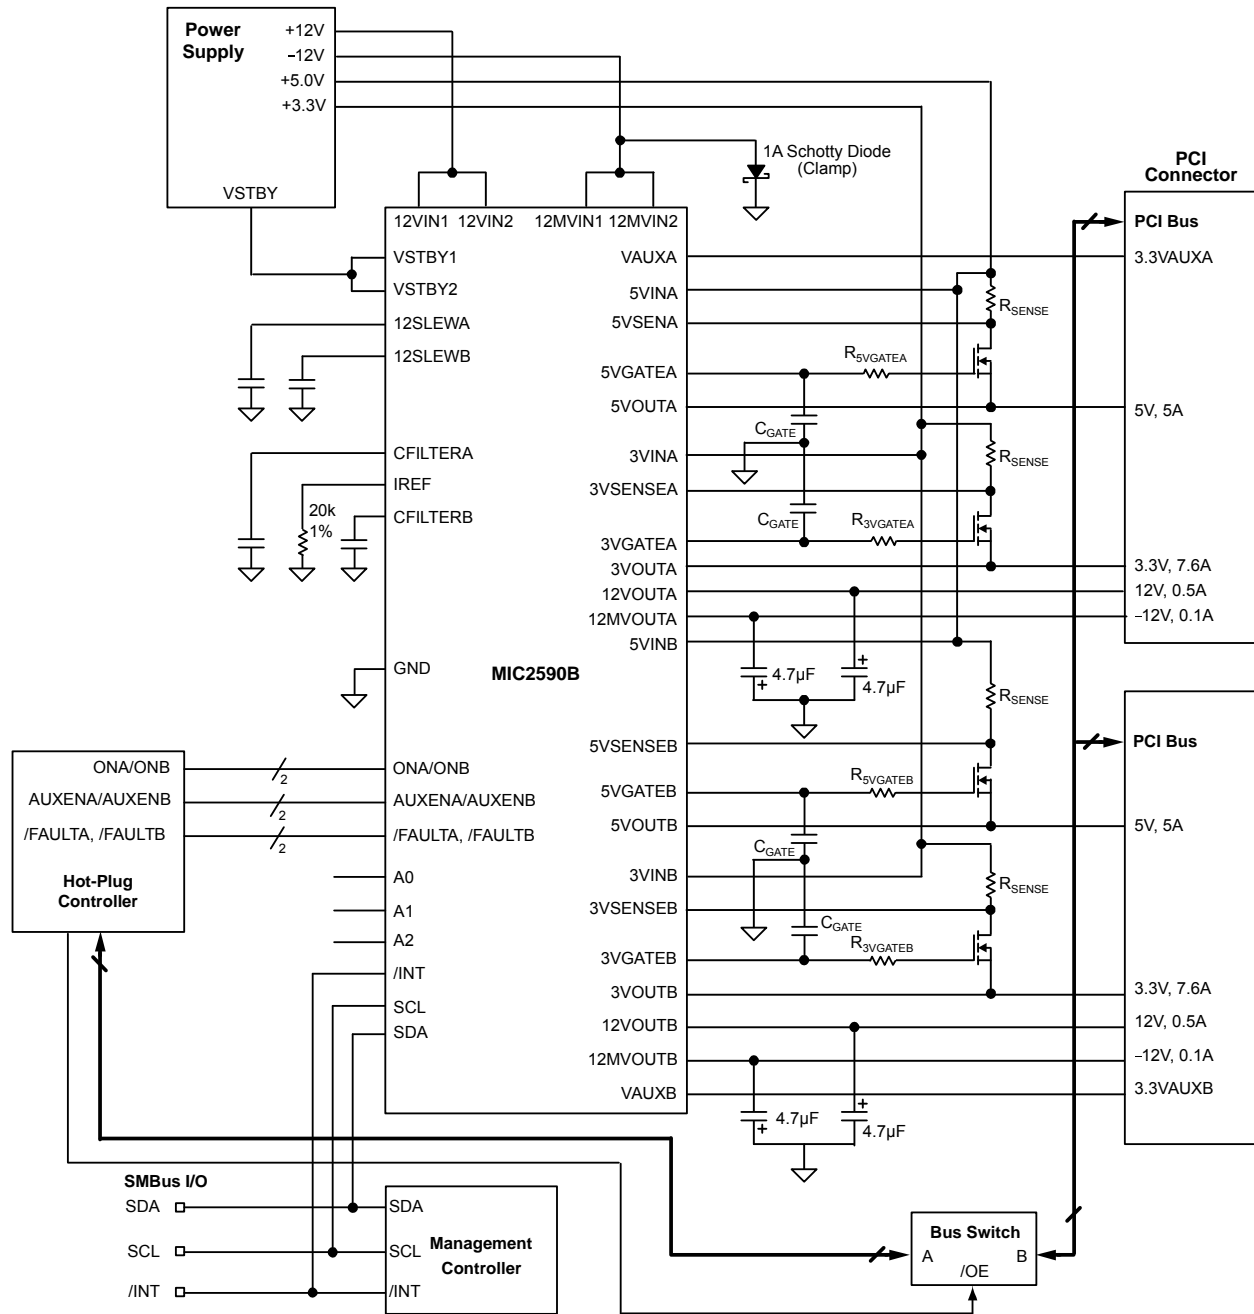 Power
Supply
+12V
–12V
+5.0V
+3.3V
VSTBY
1A Schotty Diode
(Clamp)
PCI
Connector
12VIN1
12VIN2
12MVIN1
12MVIN2
VSTBY1
VSTBY2
12SLEWA
12SLEWB
CFILTERA
IREF
CFILTERB
20k
1%
GND
MIC2590B
VAUXA
5VINA
5VSENA
5VGATEA
5VOUTA
3VINA
3VSENSEA
3VGATEA
3VOUTA
12VOUTA
12MVOUTA
5VINB
5VSENSEB
5VGATEB
5VOUTB
3VINB
3VSENSEB
3VGATEB
3VOUTB
12VOUTB
12MVOUTB
VAUXB
RSENSE
R5VGATEA
CGATE
RSENSE
CGATE
R3VGATEA
4.7µF
4.7µF
RSENSE
R5VGATEB
CGATE
RSENSE
CGATE
R3VGATEB
4.7µF
4.7µF
PCI Bus
3.3VAUXA
5V, 5A
3.3V, 7.6A
12V, 0.5A
–12V, 0.1A
PCI Bus
5V, 5A
3.3V, 7.6A
12V, 0.5A
–12V, 0.1A
3.3VAUXB
ONA/ONB
AUXENA/AUXENB
/FAULTA, /FAULTB
Hot-Plug
Controller
2
2
2
ONA/ONB
AUXENA/AUXENB
/FAULTA, /FAULTB
A0
A1
A2
/INT
SCL
SDA
SMBus I/O
SDA
SCL
/INT
SDA
SCL
/INT
Management
Controller
Bus Switch
A
B
/OE